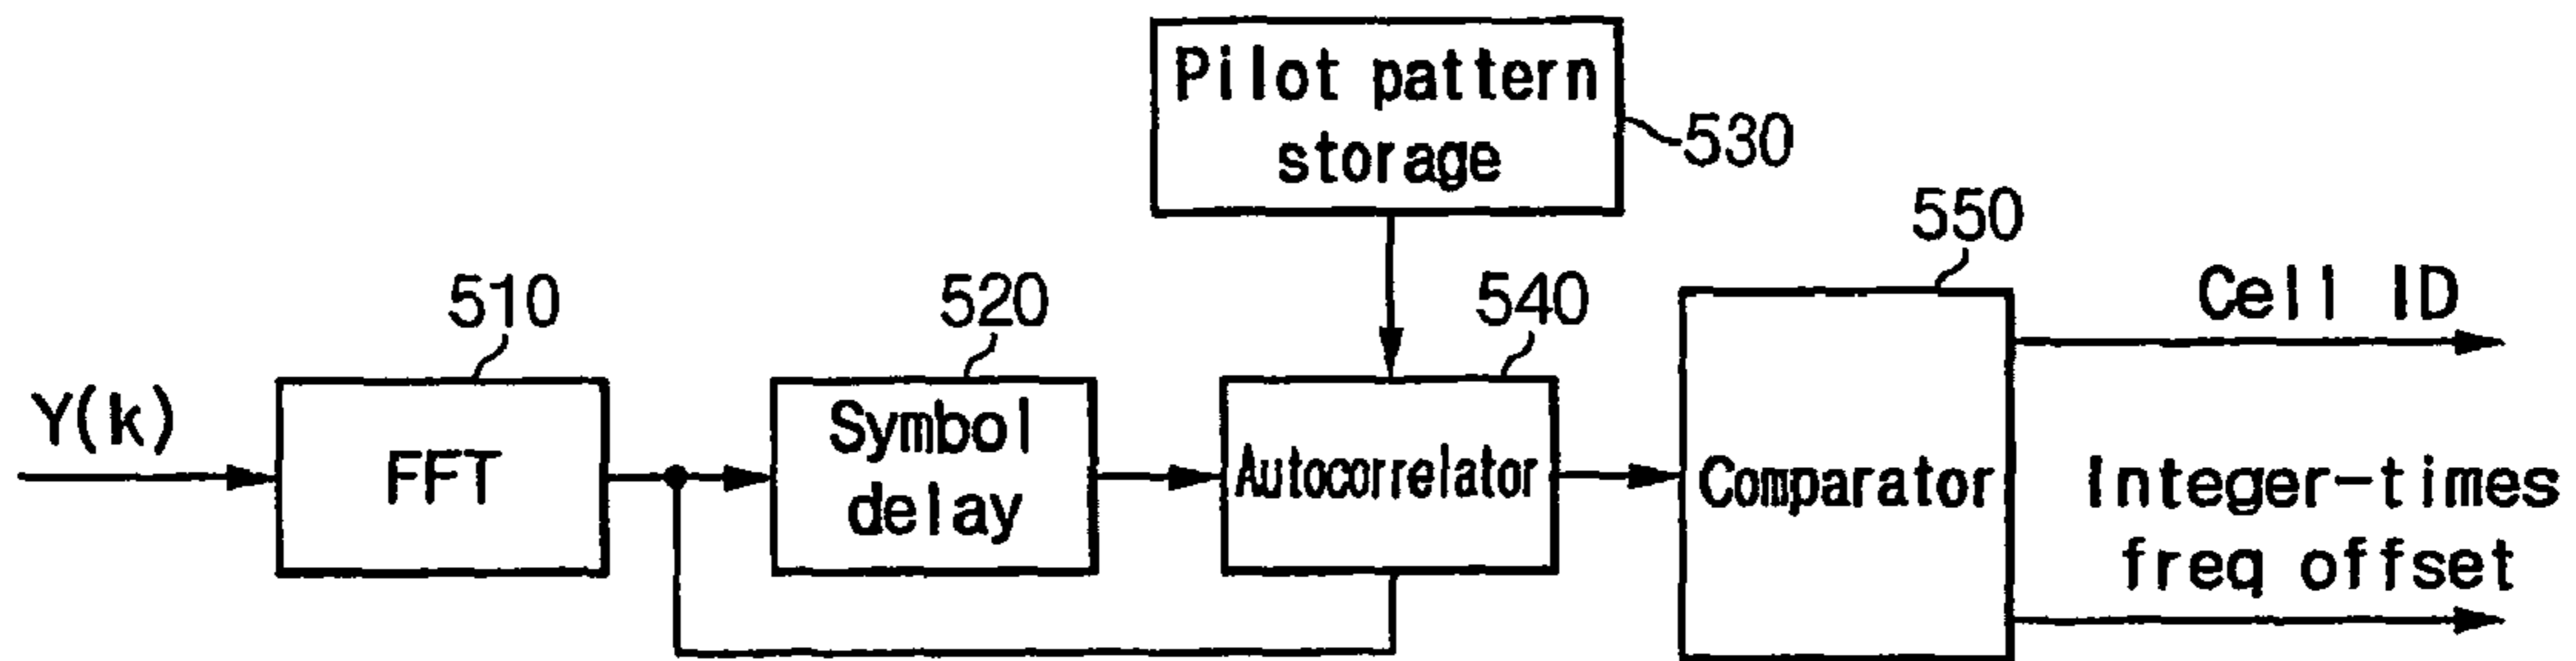 Pilot pattern
storage
530
550
Cell ID
510
520
540
Y(k)
FFT
Symbol
delay
Autocorrelator
Comparator
Integer-times
freq offset